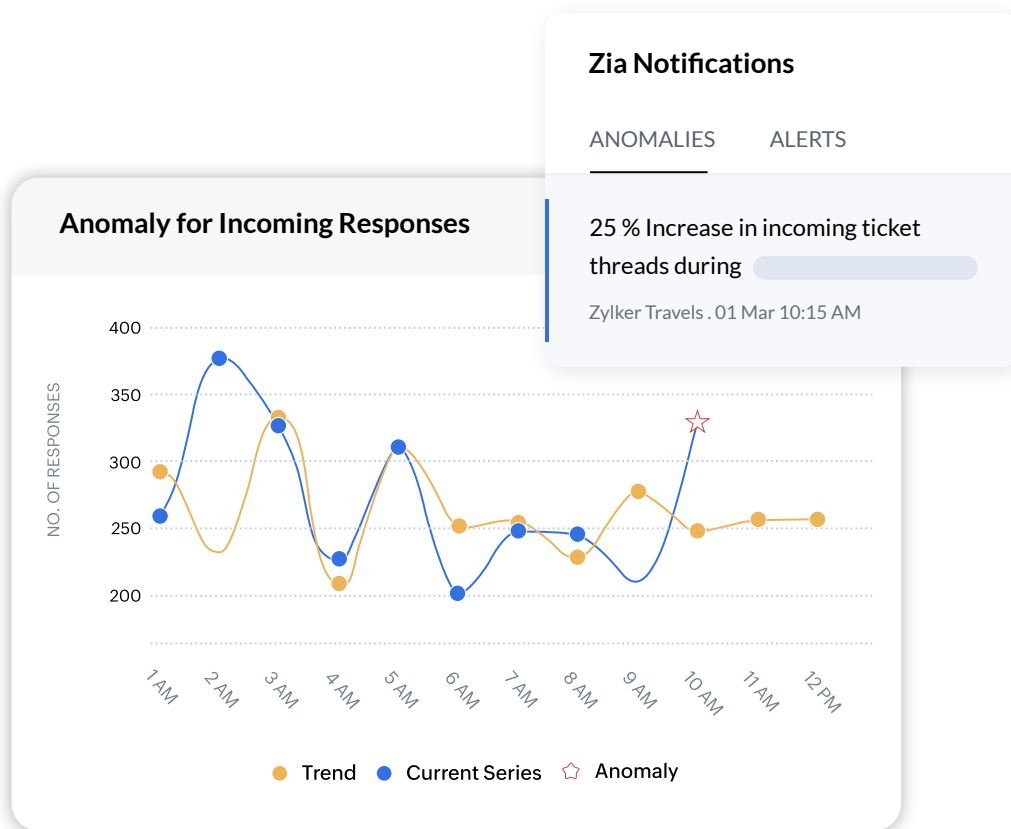 Zia Notifications
ANOMALIES ALERTS
25 % Increase in incoming ticket
threads during
Zylker Travels . 01 Mar 10:15 AM
Anomaly for Incoming Responses
NO. OF RESPONSES
400
350
300
250
200
1 AM 2 AM 3 AM 4 AM 5 AM 6 AM 7 AM 8 AM 9 AM 10 AM 11 AM 12 PM
Trend Current Series Anomaly